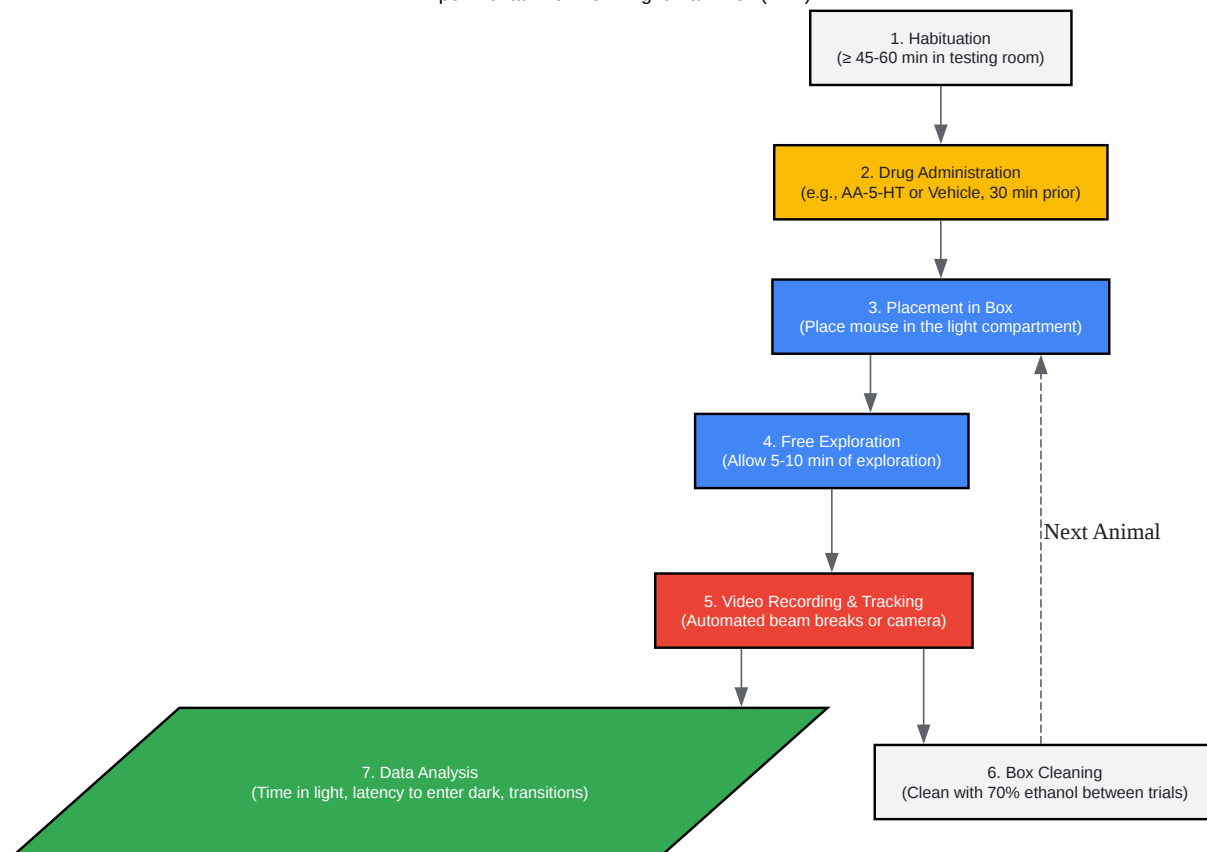 1. Habituation
(≥ 45-60 min in testing room)
2. Drug Administration
(e.g., AA-5-HT or Vehicle, 30 min prior)
3. Placement in Box
(Place mouse in the light compartment)
4. Free Exploration
(Allow 5-10 min of exploration)
Next Animal
5. Video Recording & Tracking
(Automated beam breaks or camera)
7. Data Analysis
(Time in light, latency to enter dark, transitions)
6. Box Cleaning
(Clean with 70% ethanol between trials)